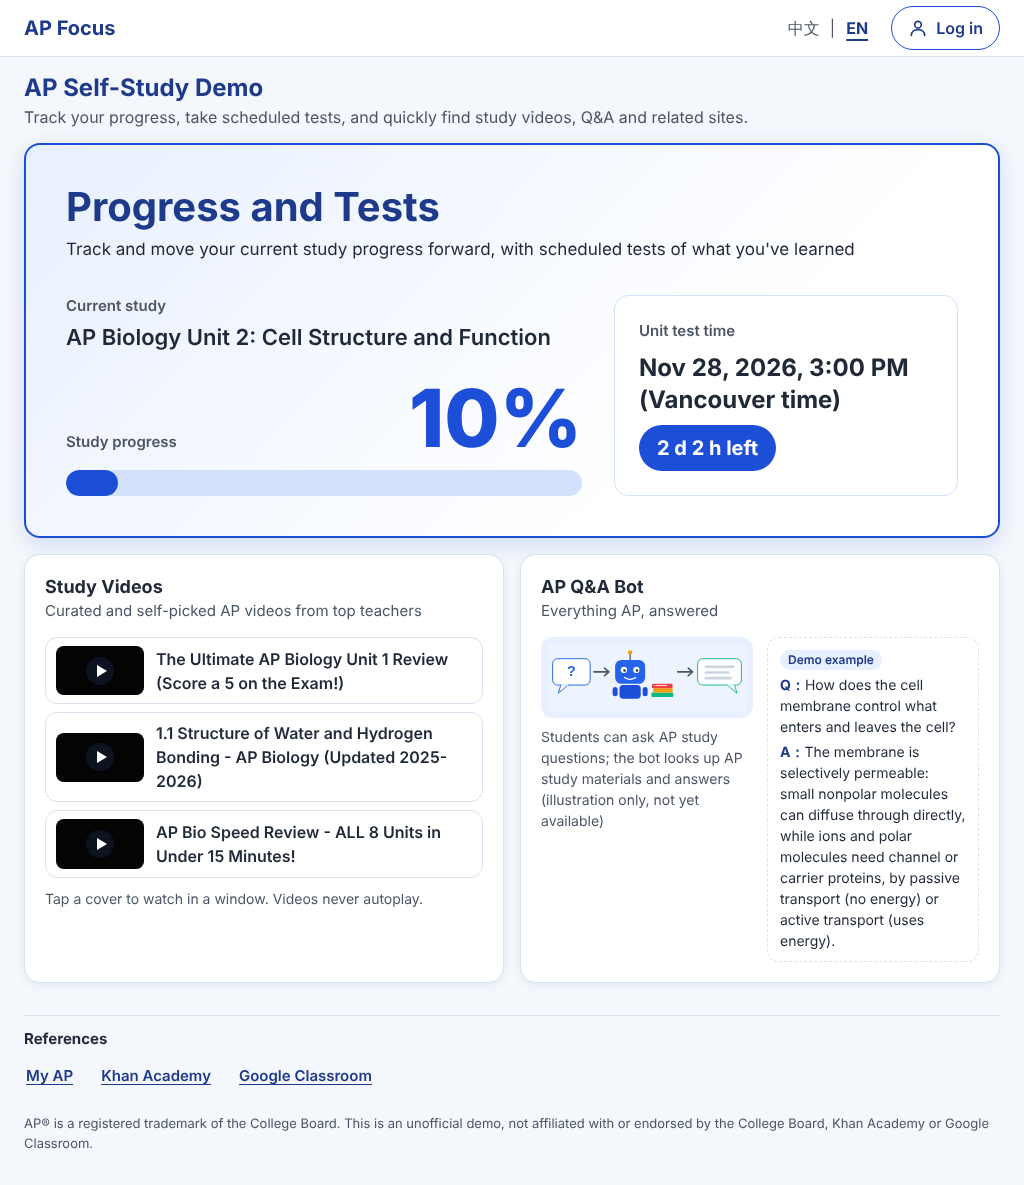 AP Focus
中文 | EN
Log in
AP Self-Study Demo
Track your progress, take scheduled tests, and quickly find study videos, Q&A and related sites.
Progress and Tests
Track and move your current study progress forward, with scheduled tests of what you've learned
Current study
AP Biology Unit 2: Cell Structure and Function
Study progress
10%
Unit test time
Nov 28, 2026, 3:00 PM
(Vancouver time)
2 d 2 h left
Study Videos
Curated and self-picked AP videos from top teachers
The Ultimate AP Biology Unit 1 Review
(Score a 5 on the Exam!)
1.1 Structure of Water and Hydrogen
Bonding - AP Biology (Updated 2025-
2026)
AP Bio Speed Review - ALL 8 Units in
Under 15 Minutes!
Tap a cover to watch in a window. Videos never autoplay.
AP Q&A Bot
Everything AP, answered
?
Students can ask AP study
questions; the bot looks up AP
study materials and answers
(illustration only, not yet
available)
Demo example
Q：How does the cell
membrane control what
enters and leaves the cell?
A：The membrane is
selectively permeable:
small nonpolar molecules
can diffuse through directly,
while ions and polar
molecules need channel or
carrier proteins, by passive
transport (no energy) or
active transport (uses
energy).
References
My AP
Khan Academy
Google Classroom
AP® is a registered trademark of the College Board. This is an unofficial demo, not affiliated with or endorsed by the College Board, Khan Academy or Google
Classroom.